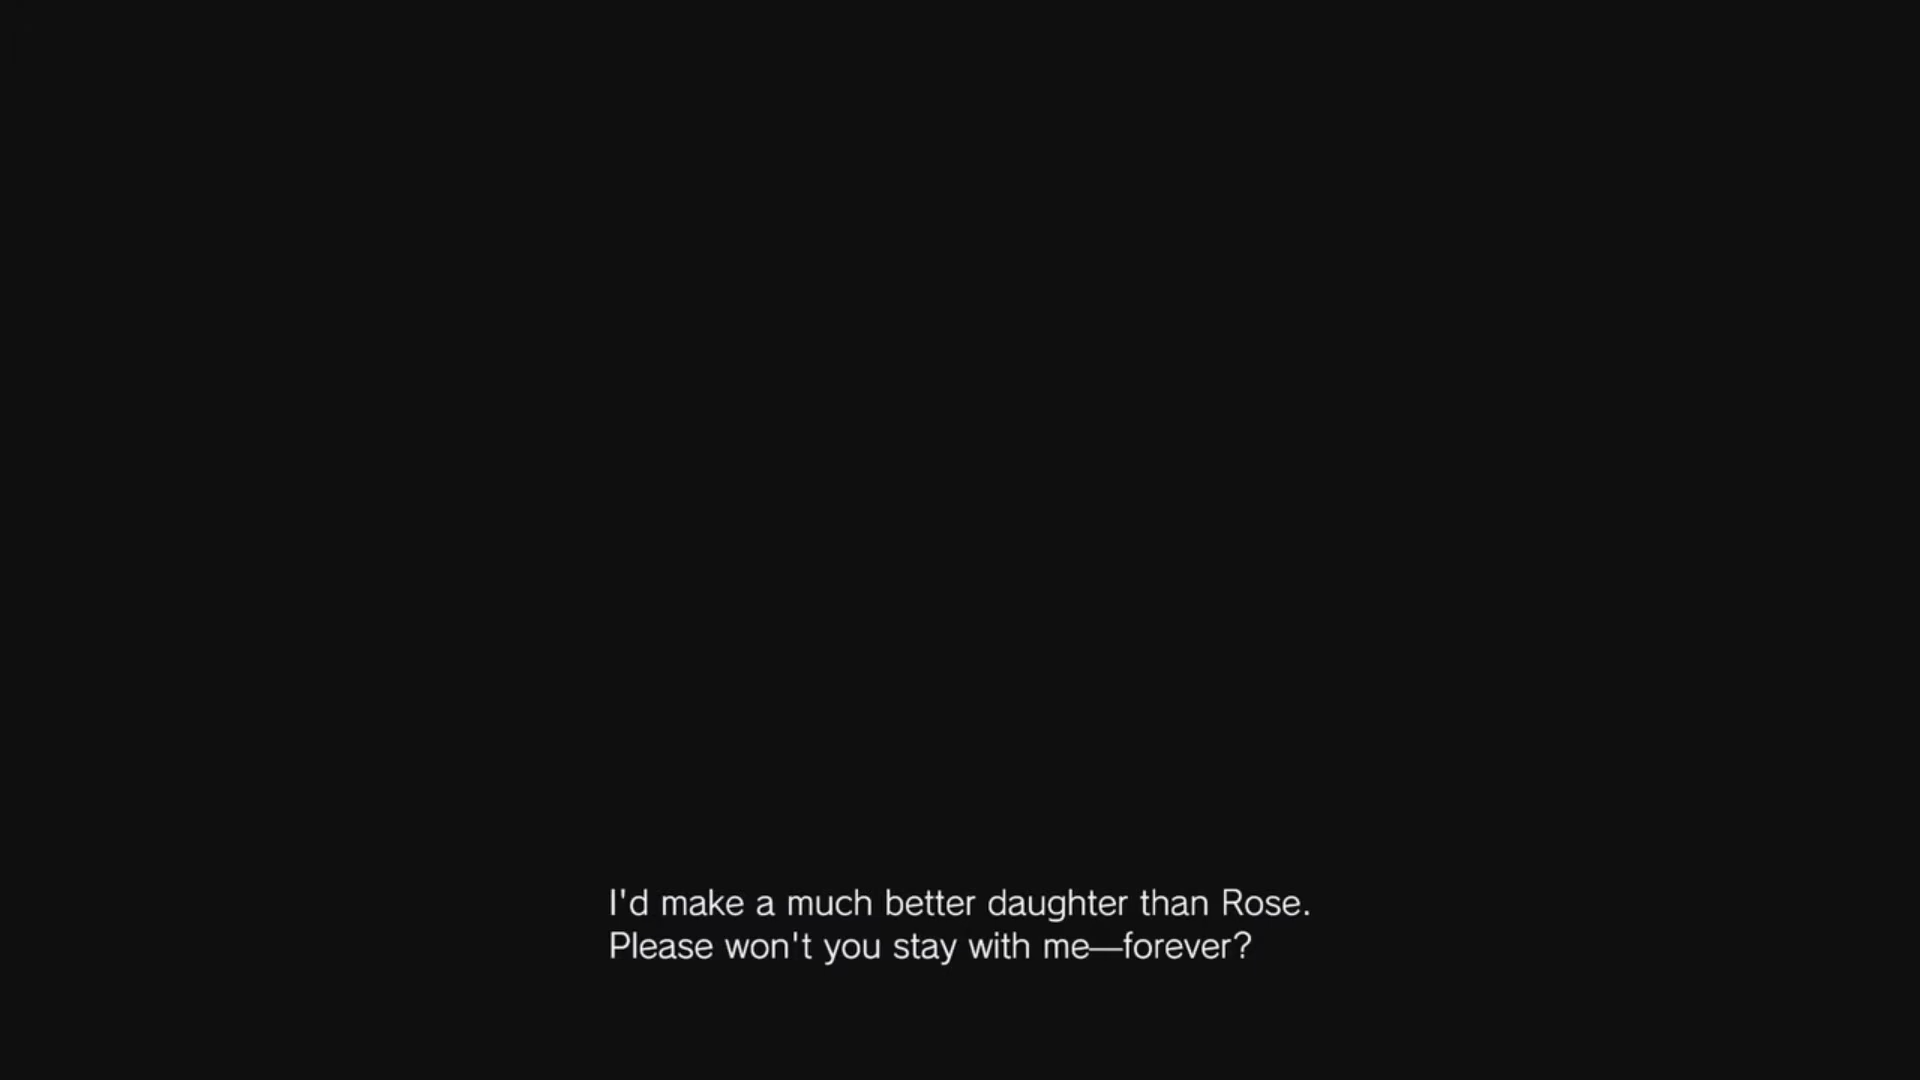 I'd make a much better daughter than Rose.
Please won't you stay with me—forever?